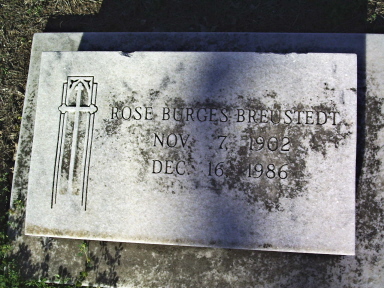 ROSE BURGES BREUSTEDT
NOV. 7, 1902
DEC. 16, 1986